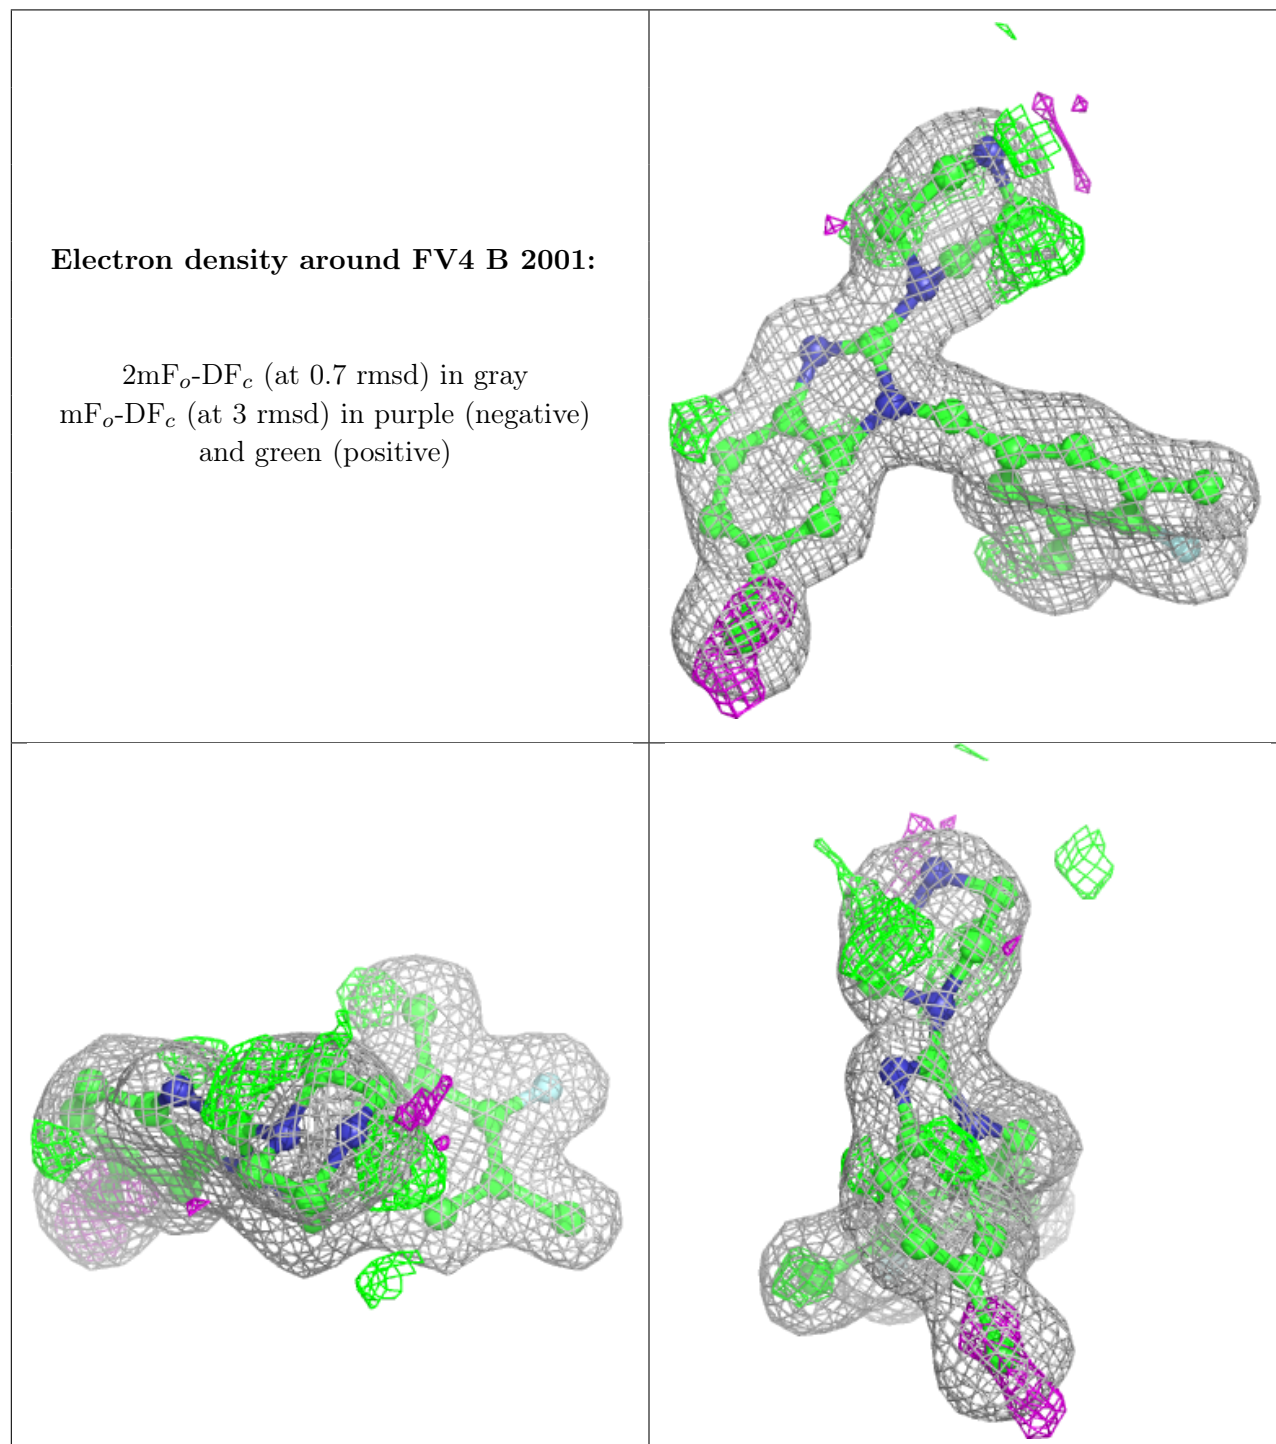 Electron density around FV4 B 2001:
2mFo-DFc (at 0.7 rmsd) in gray
mFo-DFc (at 3 rmsd) in purple (negative)
and green (positive)